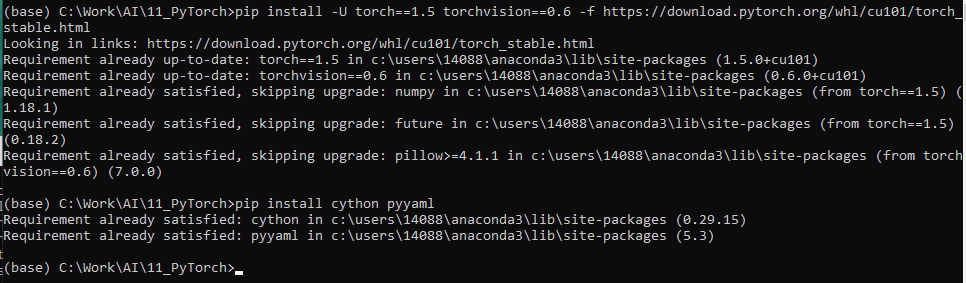 (base) C:\Work\AI\11_PyTorch>pip install -U torch==1.5 torchvision==0.6 -f https://download.pytorch.org/whl/cu101/torch_
stable.html
Looking in links: https://download.pytorch.org/whl/cu101/torch_stable.html
Requirement already up-to-date: torch==1.5 in c:\users\14088\anaconda3\lib\site-packages (1.5.0+cu101)
Requirement already up-to-date: torchvision==0.6 in c:\users\14088\anaconda3\lib\site-packages (0.6.0+cu101)
Requirement already satisfied, skipping upgrade: numpy in c:\users\14088\anaconda3\lib\site-packages (from torch==1.5) (
1.18.1)
Requirement already satisfied, skipping upgrade: future in c:\users\14088\anaconda3\lib\site-packages (from torch==1.5)
(0.18.2)
Requirement already satisfied, skipping upgrade: pillow>=4.1.1 in c:\users\14088\anaconda3\lib\site-packages (from torch
vision==0.6) (7.0.0)
(base) C:\Work\AI\11_PyTorch>pip install cython pyyaml
Requirement already satisfied: cython in c:\users\14088\anaconda3\lib\site-packages (0.29.15)
Requirement already satisfied: pyyaml in c:\users\14088\anaconda3\lib\site-packages (5.3)
(base) C:\Work\AI\11_PyTorch>